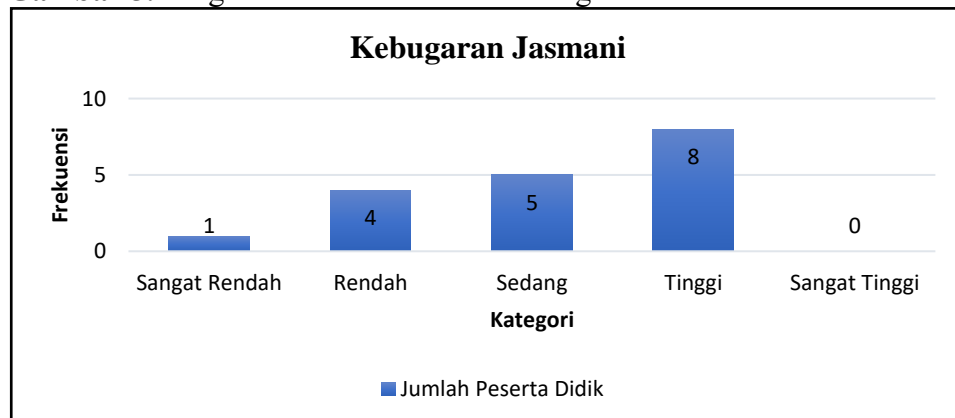 Kebugaran Jasmani
10
5
0
Frekuensi
1
4
5
8
0
Sangat Rendah
Rendah
Sedang
Tinggi
Sangat Tinggi
Kategori
Jumlah Peserta Didik